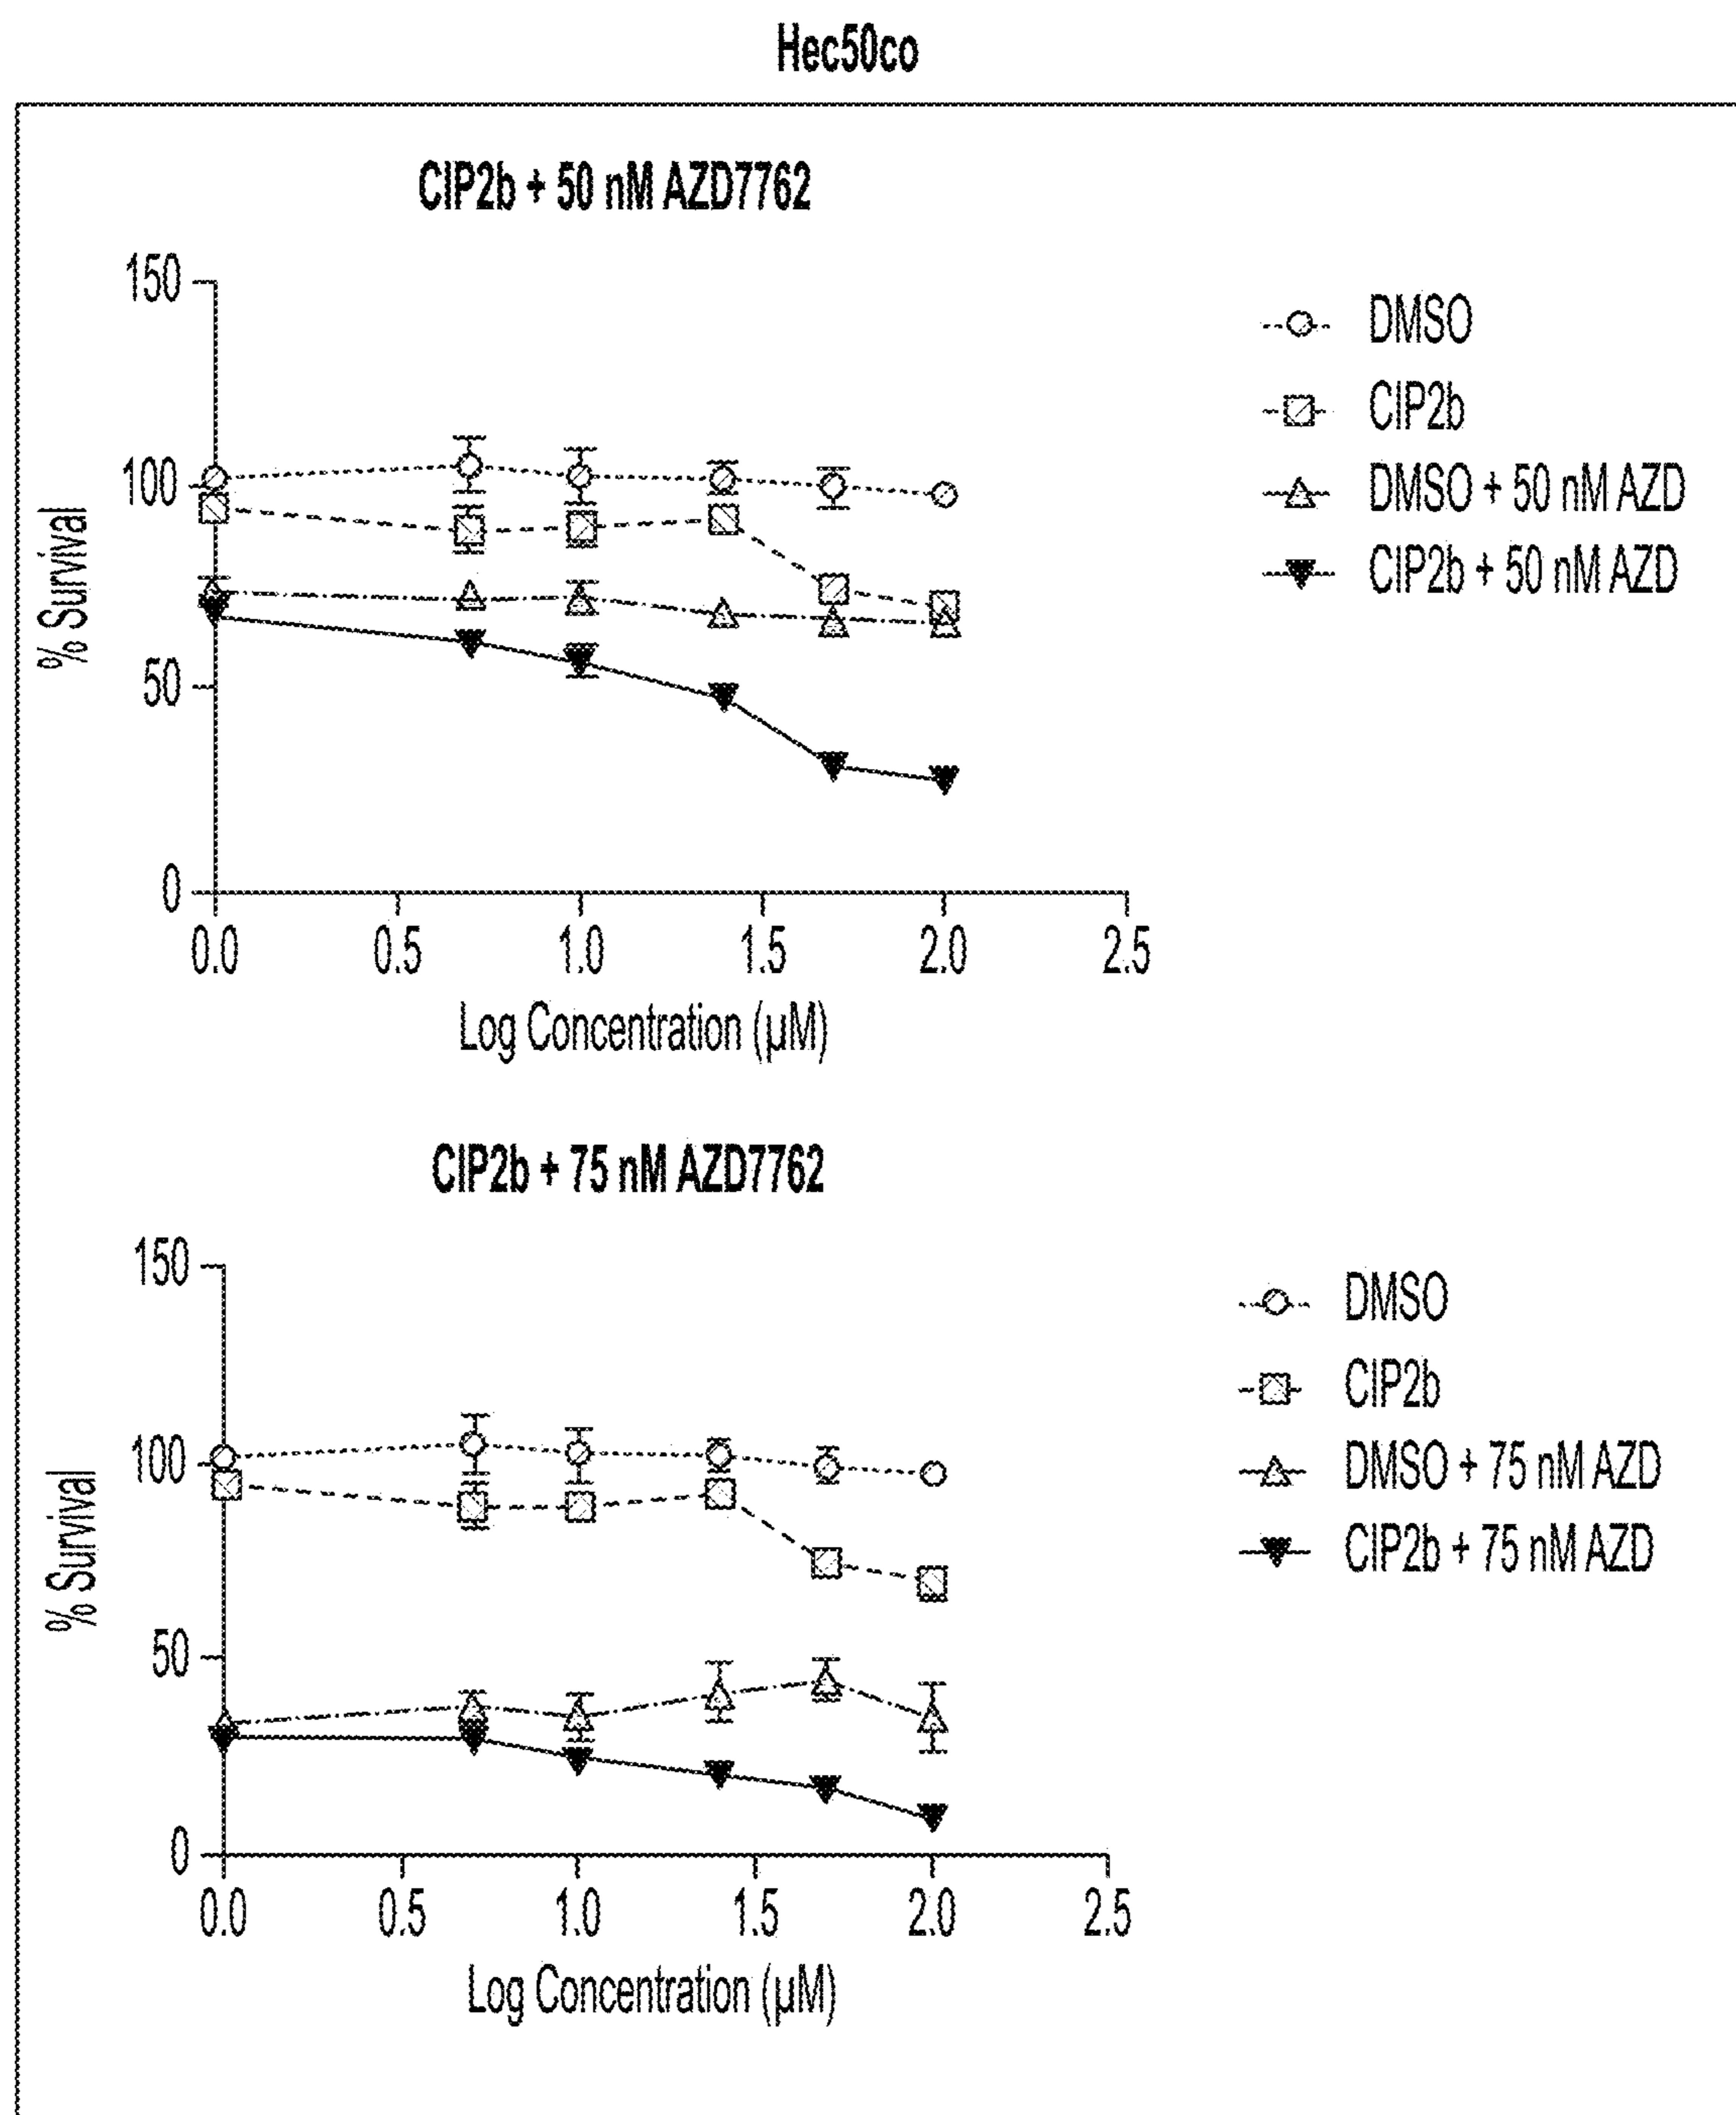 Hec50co
CIP2b + 50 nM AZD7762
150
100
50
0
% Survival
0.0 0.5 1.0 1.5 2.0 2.5
Log Concentration (µM)
DMSO
CIP2b
DMSO + 50 nM AZD
CIP2b + 50 nM AZD
CIP2b + 75 nM AZD7762
150
100
50
0
% Survival
0.0 0.5 1.0 1.5 2.0 2.5
Log Concentration (µM)
DMSO
CIP2b
DMSO + 75 nM AZD
CIP2b + 75 nM AZD